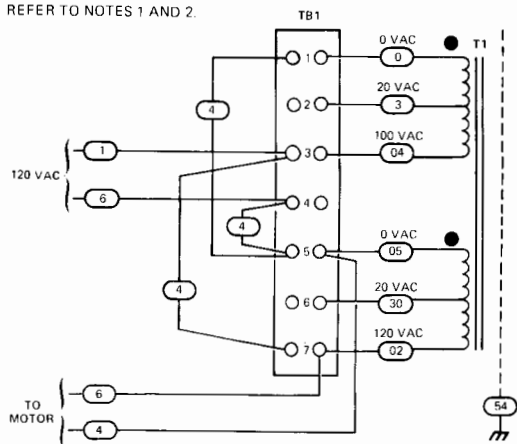 REFER TO NOTES 1 AND 2.
TB1
T1
0 VAC
1
0
4
20 VAC
2
3
100 VAC
1
3
04
120 VAC
6
4
4
0 VAC
5
05
20 VAC
4
6
30
120 VAC
7
02
6
TO
MOTOR
4
54